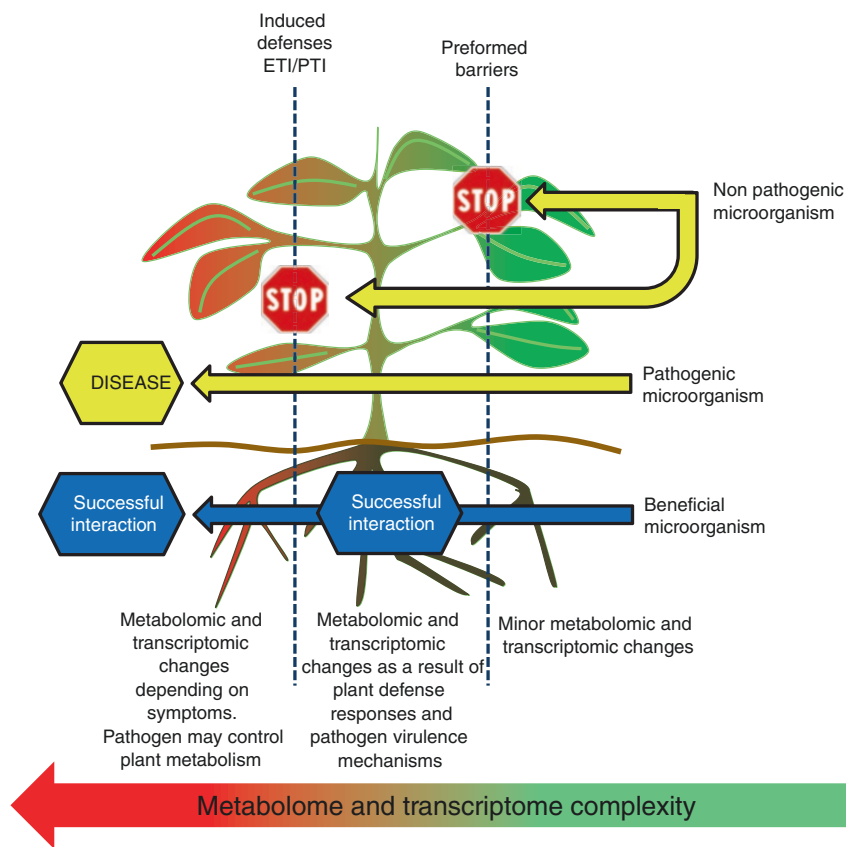 Induced
defenses
ETI/PTI
Preformed
barriers
STOP
Non pathogenic
microorganism
STOP
DISEASE
Pathogenic
microorganism
Successful
interaction
Successful
interaction
Beneficial
microorganism
Metabolomic and
transcriptomic
changes
depending on
symptoms.
Pathogen may control
plant metabolism
Metabolomic and
transcriptomic
changes as a result of
plant defense
responses and
pathogen virulence
mechanisms
Minor metabolomic and
transcriptomic changes
Metabolome and transcriptome complexity